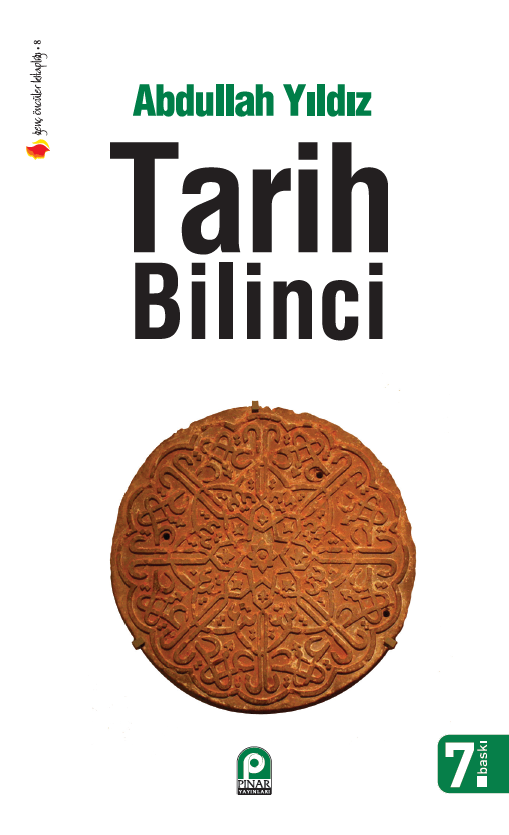 genç öncüler kitaplığı • 8
Abdullah Yıldız
Tarih
Bilinci
PINAR
YAYINLARI
7.
baskı